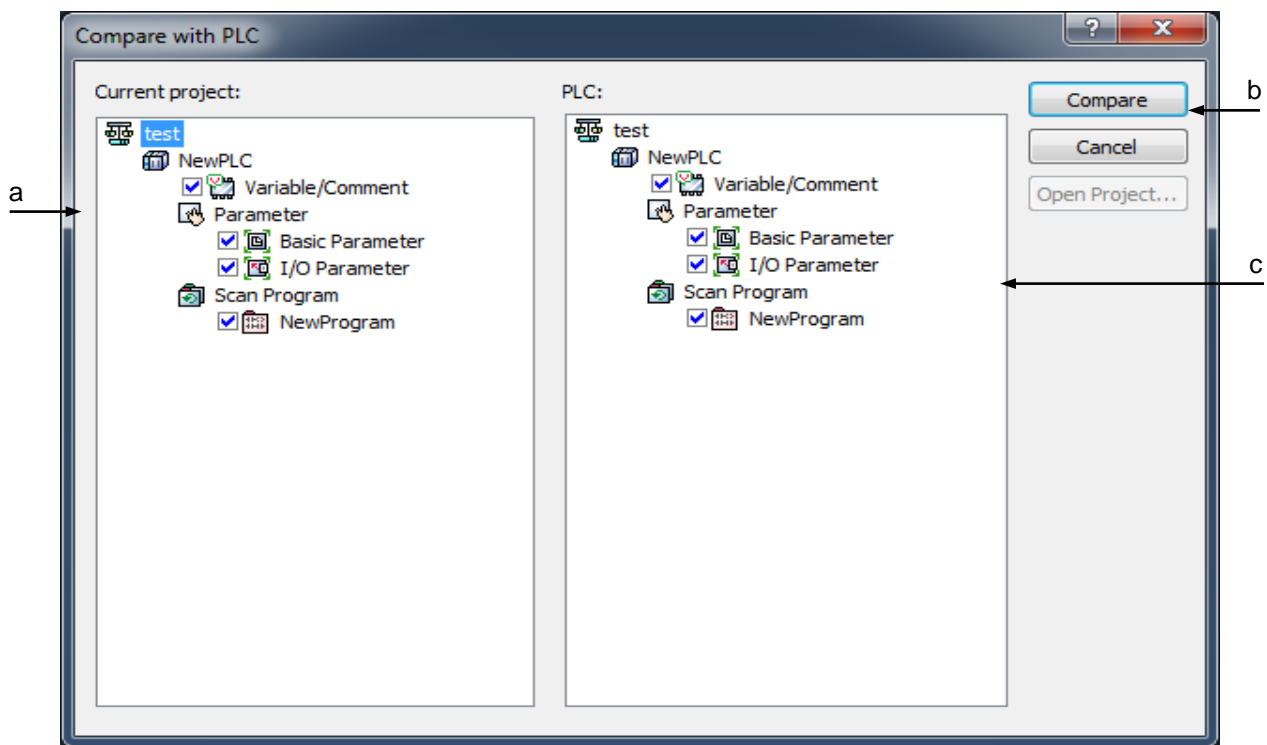 Compare with PLC
?
X
Current project:
PLC:
Compare
b
test
test
NewPLC
NewPLC
Cancel
Variable/Comment
Variable/Comment
Open Project...
a
Parameter
Parameter
Basic Parameter
Basic Parameter
I/O Parameter
I/O Parameter
c
Scan Program
Scan Program
NewProgram
NewProgram